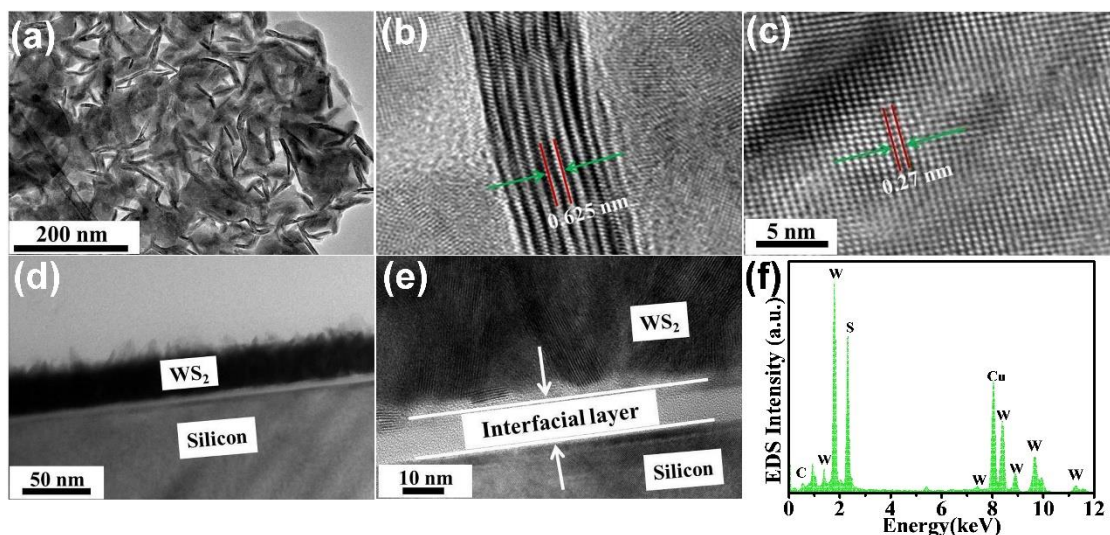 (a)
200 nm
(b)
0.625 nm
(c)
0.27 nm
5 nm
(d)
WS₂
Silicon
50 nm
(e)
WS₂
Interfacial layer
Silicon
10 nm
(f)
EDS Intensity (a.u.)
C
W
W
S
W
Cu
W
W
W
W
0 2 4 6 8 10 12
Energy(keV)